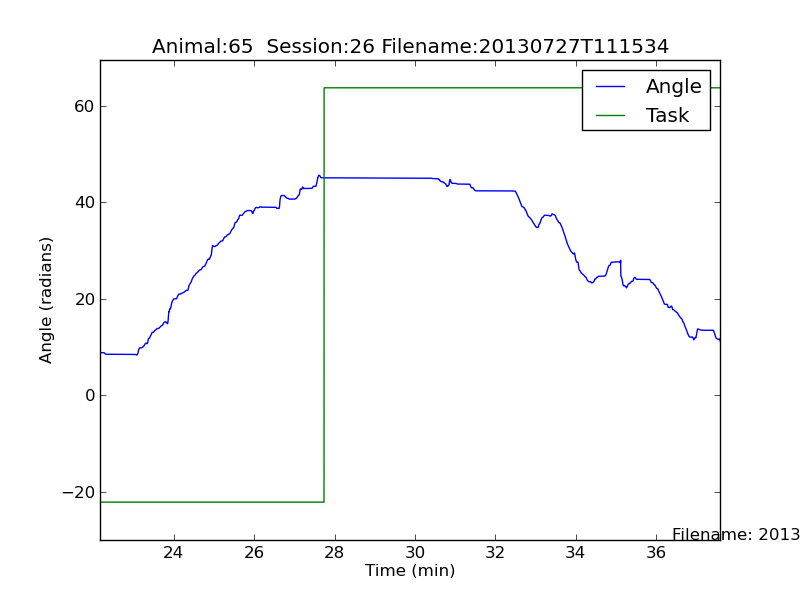 Animal:65  Session:26 Filename:20130727T111534
Angle
Task
60
40
20
0
−20
Angle (radians)
24 26 28 30 32 34 36
Time (min)
Filename: 2013